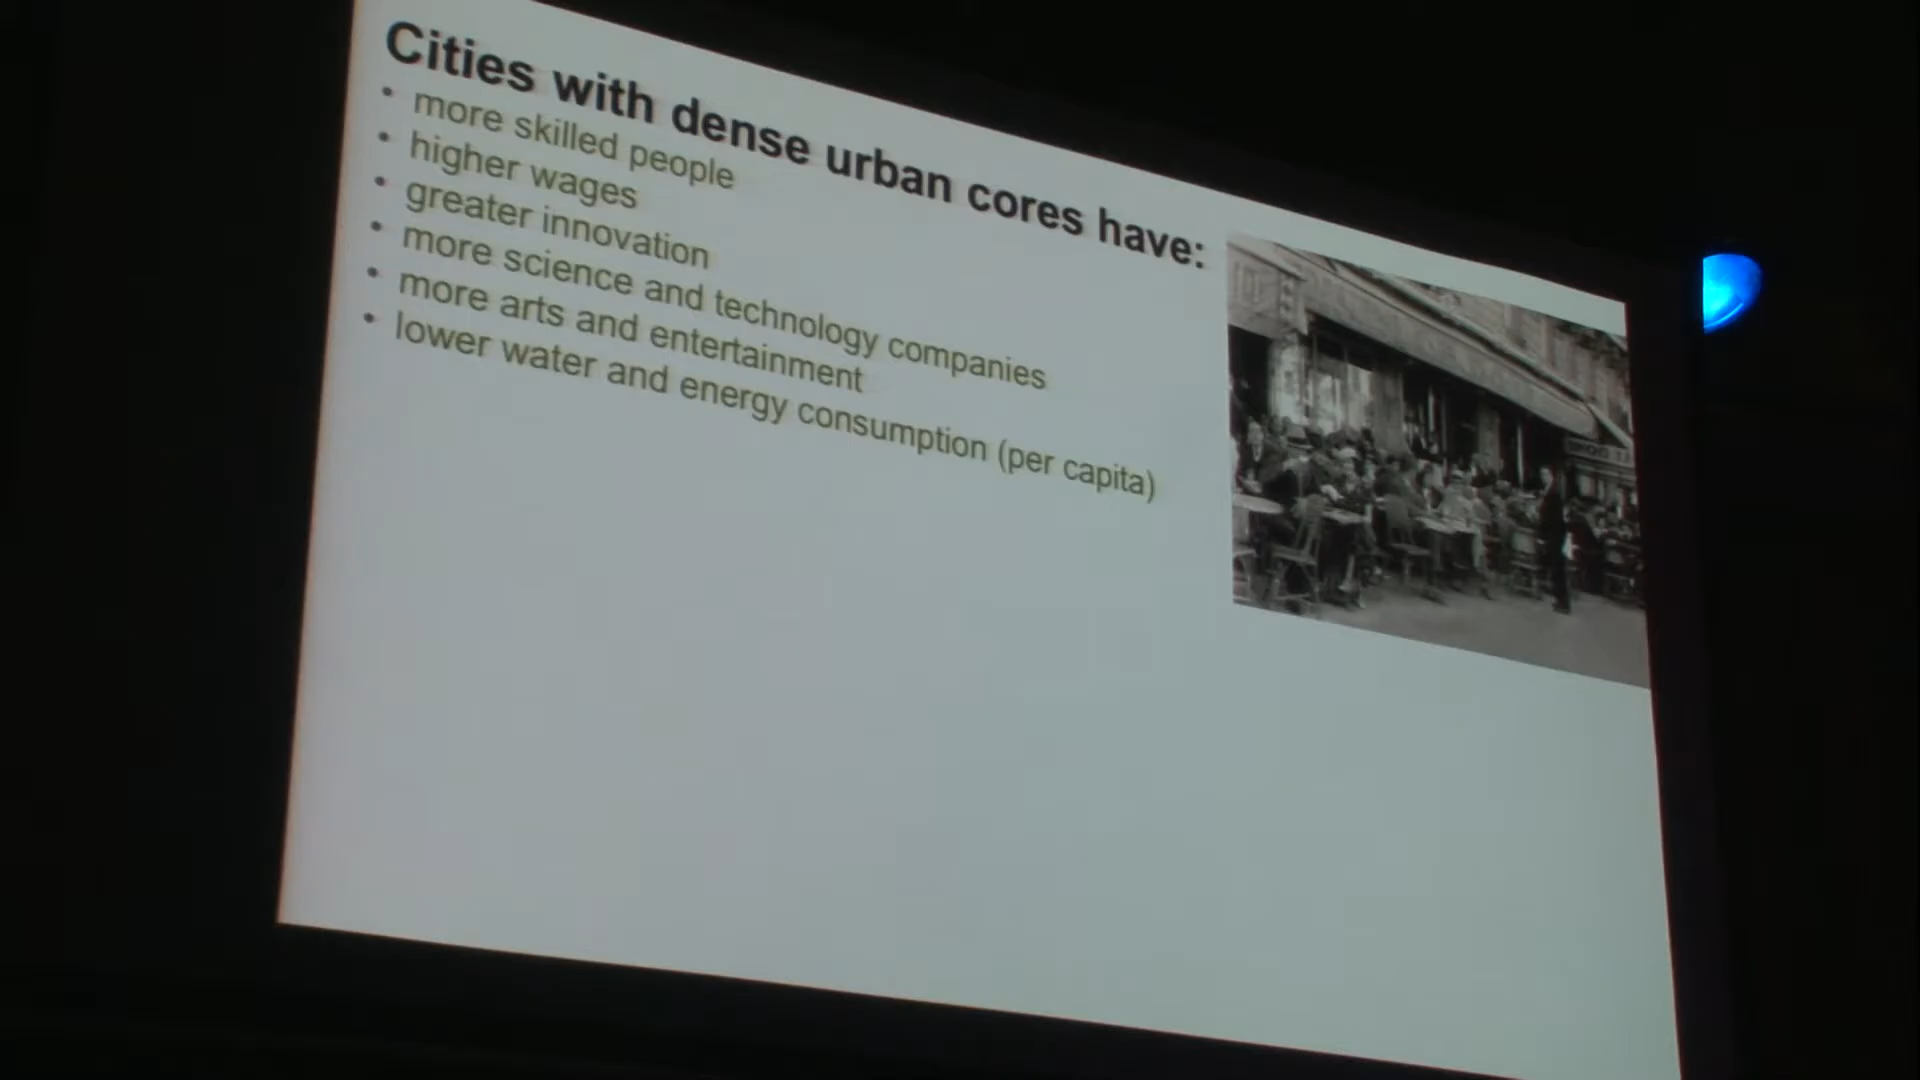 Cities with dense urban cores have:
• more skilled people
• higher wages
• greater innovation
• more science and technology companies
• more arts and entertainment
• lower water and energy consumption (per capita)